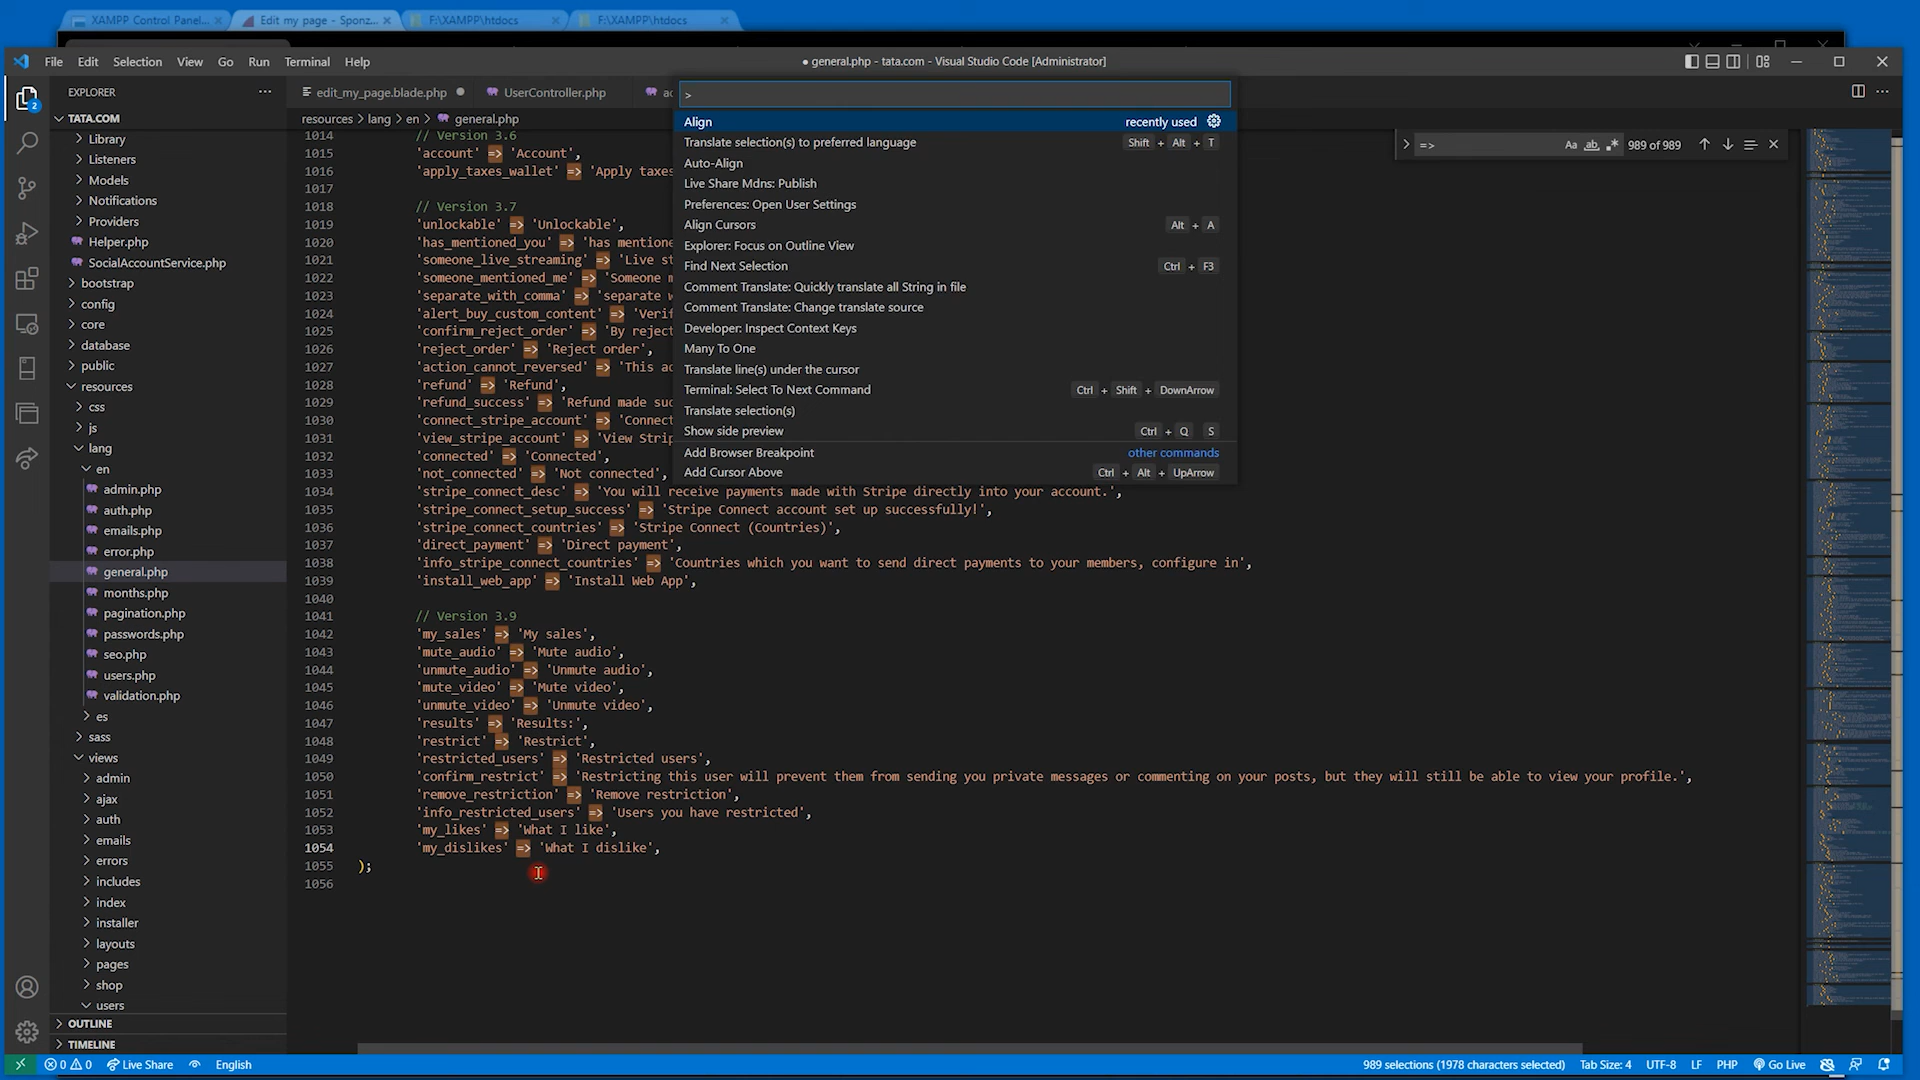 XAMPP Control Panel...
Edit my page - Sponz...
F:\XAMPP\htdocs
F:\XAMPP\htdocs
File Edit Selection View Go Run Terminal Help
● general.php - tata.com - Visual Studio Code [Administrator]
EXPLORER
edit_my_page.blade.php
UserController.php
>
TATA.COM
Library
Listeners
Models
Notifications
Providers
Helper.php
SocialAccountService.php
bootstrap
config
core
database
public
resources
css
js
lang
en
admin.php
auth.php
emails.php
error.php
general.php
months.php
pagination.php
passwords.php
seo.php
users.php
validation.php
es
sass
views
admin
ajax
auth
emails
errors
includes
index
installer
layouts
pages
shop
users
OUTLINE
TIMELINE
resources > lang > en > general.php
Align recently used
Translate selection(s) to preferred language Shift + Alt + T
Auto-Align
Live Share Mdns: Publish
Preferences: Open User Settings
Align Cursors Alt + A
Explorer: Focus on Outline View
Find Next Selection Ctrl + F3
Comment Translate: Quickly translate all String in file
Comment Translate: Change translate source
Developer: Inspect Context Keys
Many To One
Translate line(s) under the cursor
Terminal: Select To Next Command Ctrl + Shift + DownArrow
Translate selection(s)
Show side preview Ctrl + Q S
Add Browser Breakpoint other commands
Add Cursor Above Ctrl + Alt + UpArrow
=> Aa ab 989 of 989
1014 // Version 3.6
1015 'account' => 'Account',
1016 'apply_taxes_wallet' => 'Apply taxes
1017
1018 // Version 3.7
1019 'unlockable' => 'Unlockable',
1020 'has_mentioned_you' => 'has mentione
1021 'someone_live_streaming' => 'Live st
1022 'someone_mentioned_me' => 'Someone m
1023 'separate_with_comma' => 'separate w
1024 'alert_buy_custom_content' => 'Verif
1025 'confirm_reject_order' => 'By reject
1026 'reject_order' => 'Reject order',
1027 'action_cannot_reversed' => 'This ac
1028 'refund' => 'Refund',
1029 'refund_success' => 'Refund made suc
1030 'connect_stripe_account' => 'Connect
1031 'view_stripe_account' => 'View Strip
1032 'connected' => 'Connected',
1033 'not_connected' => 'Not connected',
1034 'stripe_connect_desc' => 'You will receive payments made with Stripe directly into your account.',
1035 'stripe_connect_setup_success' => 'Stripe Connect account set up successfully!',
1036 'stripe_connect_countries' => 'Stripe Connect (Countries)',
1037 'direct_payment' => 'Direct payment',
1038 'info_stripe_connect_countries' => 'Countries which you want to send direct payments to your members, configure in',
1039 'install_web_app' => 'Install Web App',
1040
1041 // Version 3.9
1042 'my_sales' => 'My sales',
1043 'mute_audio' => 'Mute audio',
1044 'unmute_audio' => 'Unmute audio',
1045 'mute_video' => 'Mute video',
1046 'unmute_video' => 'Unmute video',
1047 'results' => 'Results:',
1048 'restrict' => 'Restrict',
1049 'restricted_users' => 'Restricted users',
1050 'confirm_restrict' => 'Restricting this user will prevent them from sending you private messages or commenting on your posts, but they will still be able to view your profile.',
1051 'remove_restriction' => 'Remove restriction',
1052 'info_restricted_users' => 'Users you have restricted',
1053 'my_likes' => 'What I like',
1054 'my_dislikes' => 'What I dislike',
1055 );
1056
0 0 Live Share English
989 selections (1978 characters selected) Tab Size: 4 UTF-8 LF PHP Go Live